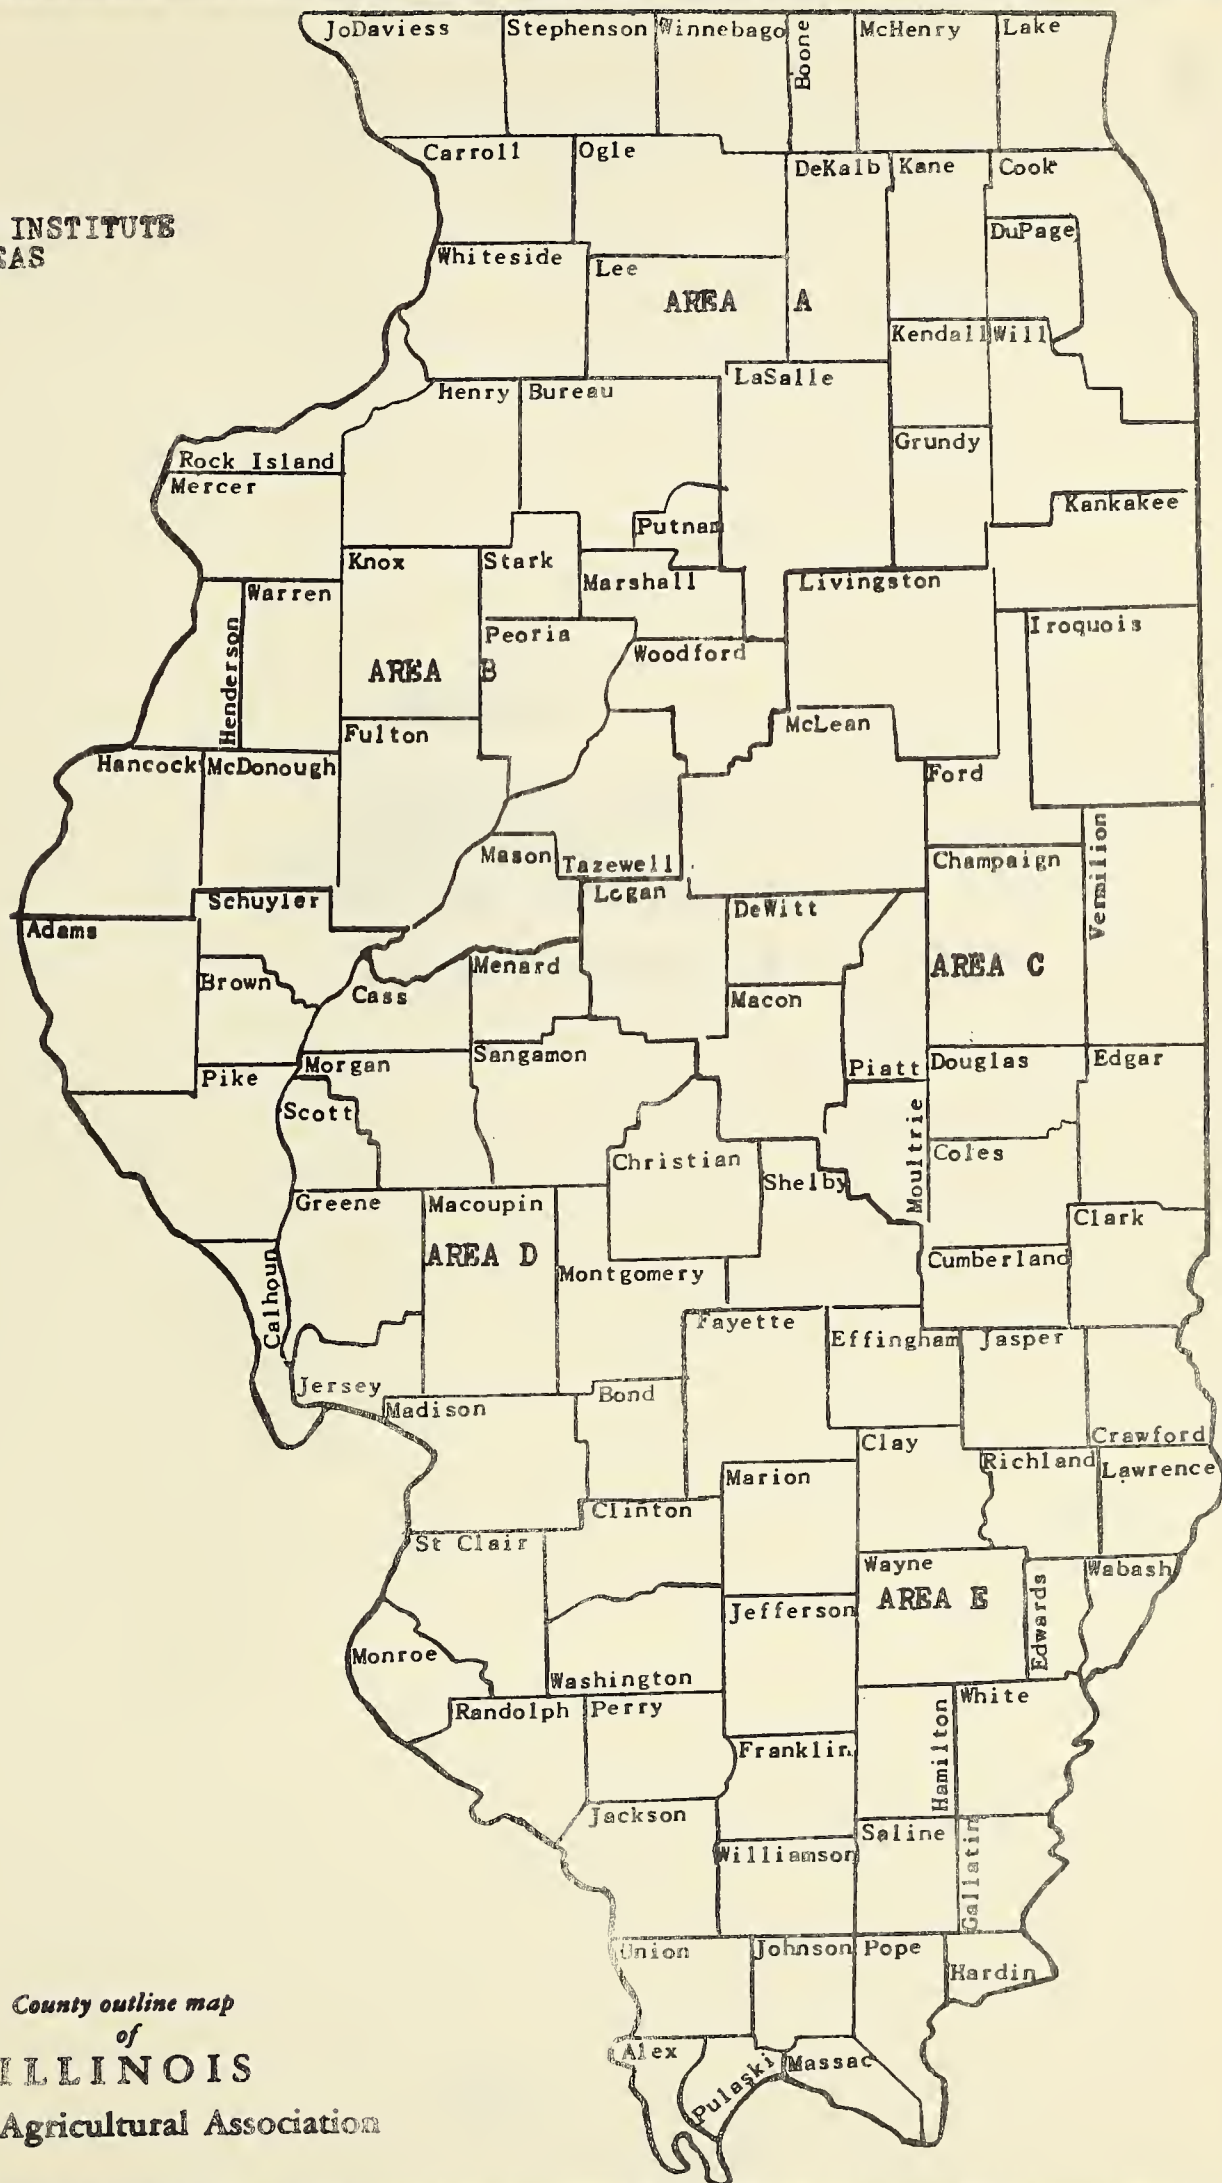 JoDaviess Stephenson Winnebago Boone McHenry Lake
Carroll Ogle DeKalb Kane Cook
INSTITUTE
DuPage
Whiteside Lee
AREA A
Kendall Will
LaSalle
Henry Bureau
Grundy
Rock Island
Mercer
Kankakee
Putnam
Knox Stark
Marshall Livingston
Warren
Henderson
Iroquois
Peoria
Woodford
AREA B
McLean
Fulton
Hancock McDonough
Ford
Vermilion
Mason Tazewell
Champaign
Logan
Schuyler
DeWitt
Adams
AREA C
Menard
Brown
Cass
Macon
Sangamon
Morgan
Piatt Douglas Edgar
Pike
Scott
Moultrie
Coles
Christian
Shelby
Greene Macoupin
Clark
AREA D
Cumberland
Calhoun
Montgomery
Fayette
Effingham Jasper
Jersey
Bond
Madison
Crawford
Clay
Richland Lawrence
Marion
Clinton
St Clair
Wayne
Wabash
Edwards
AREA E
Jefferson
Monroe
Washington
White
Randolph Perry
Hamilton
Franklin
Jackson
Saline
Gallatin
Williamson
Union Johnson Pope
Hardin
Alex
Pulaski
Massac
County outline map
of
ILLINOIS
Agricultural Association